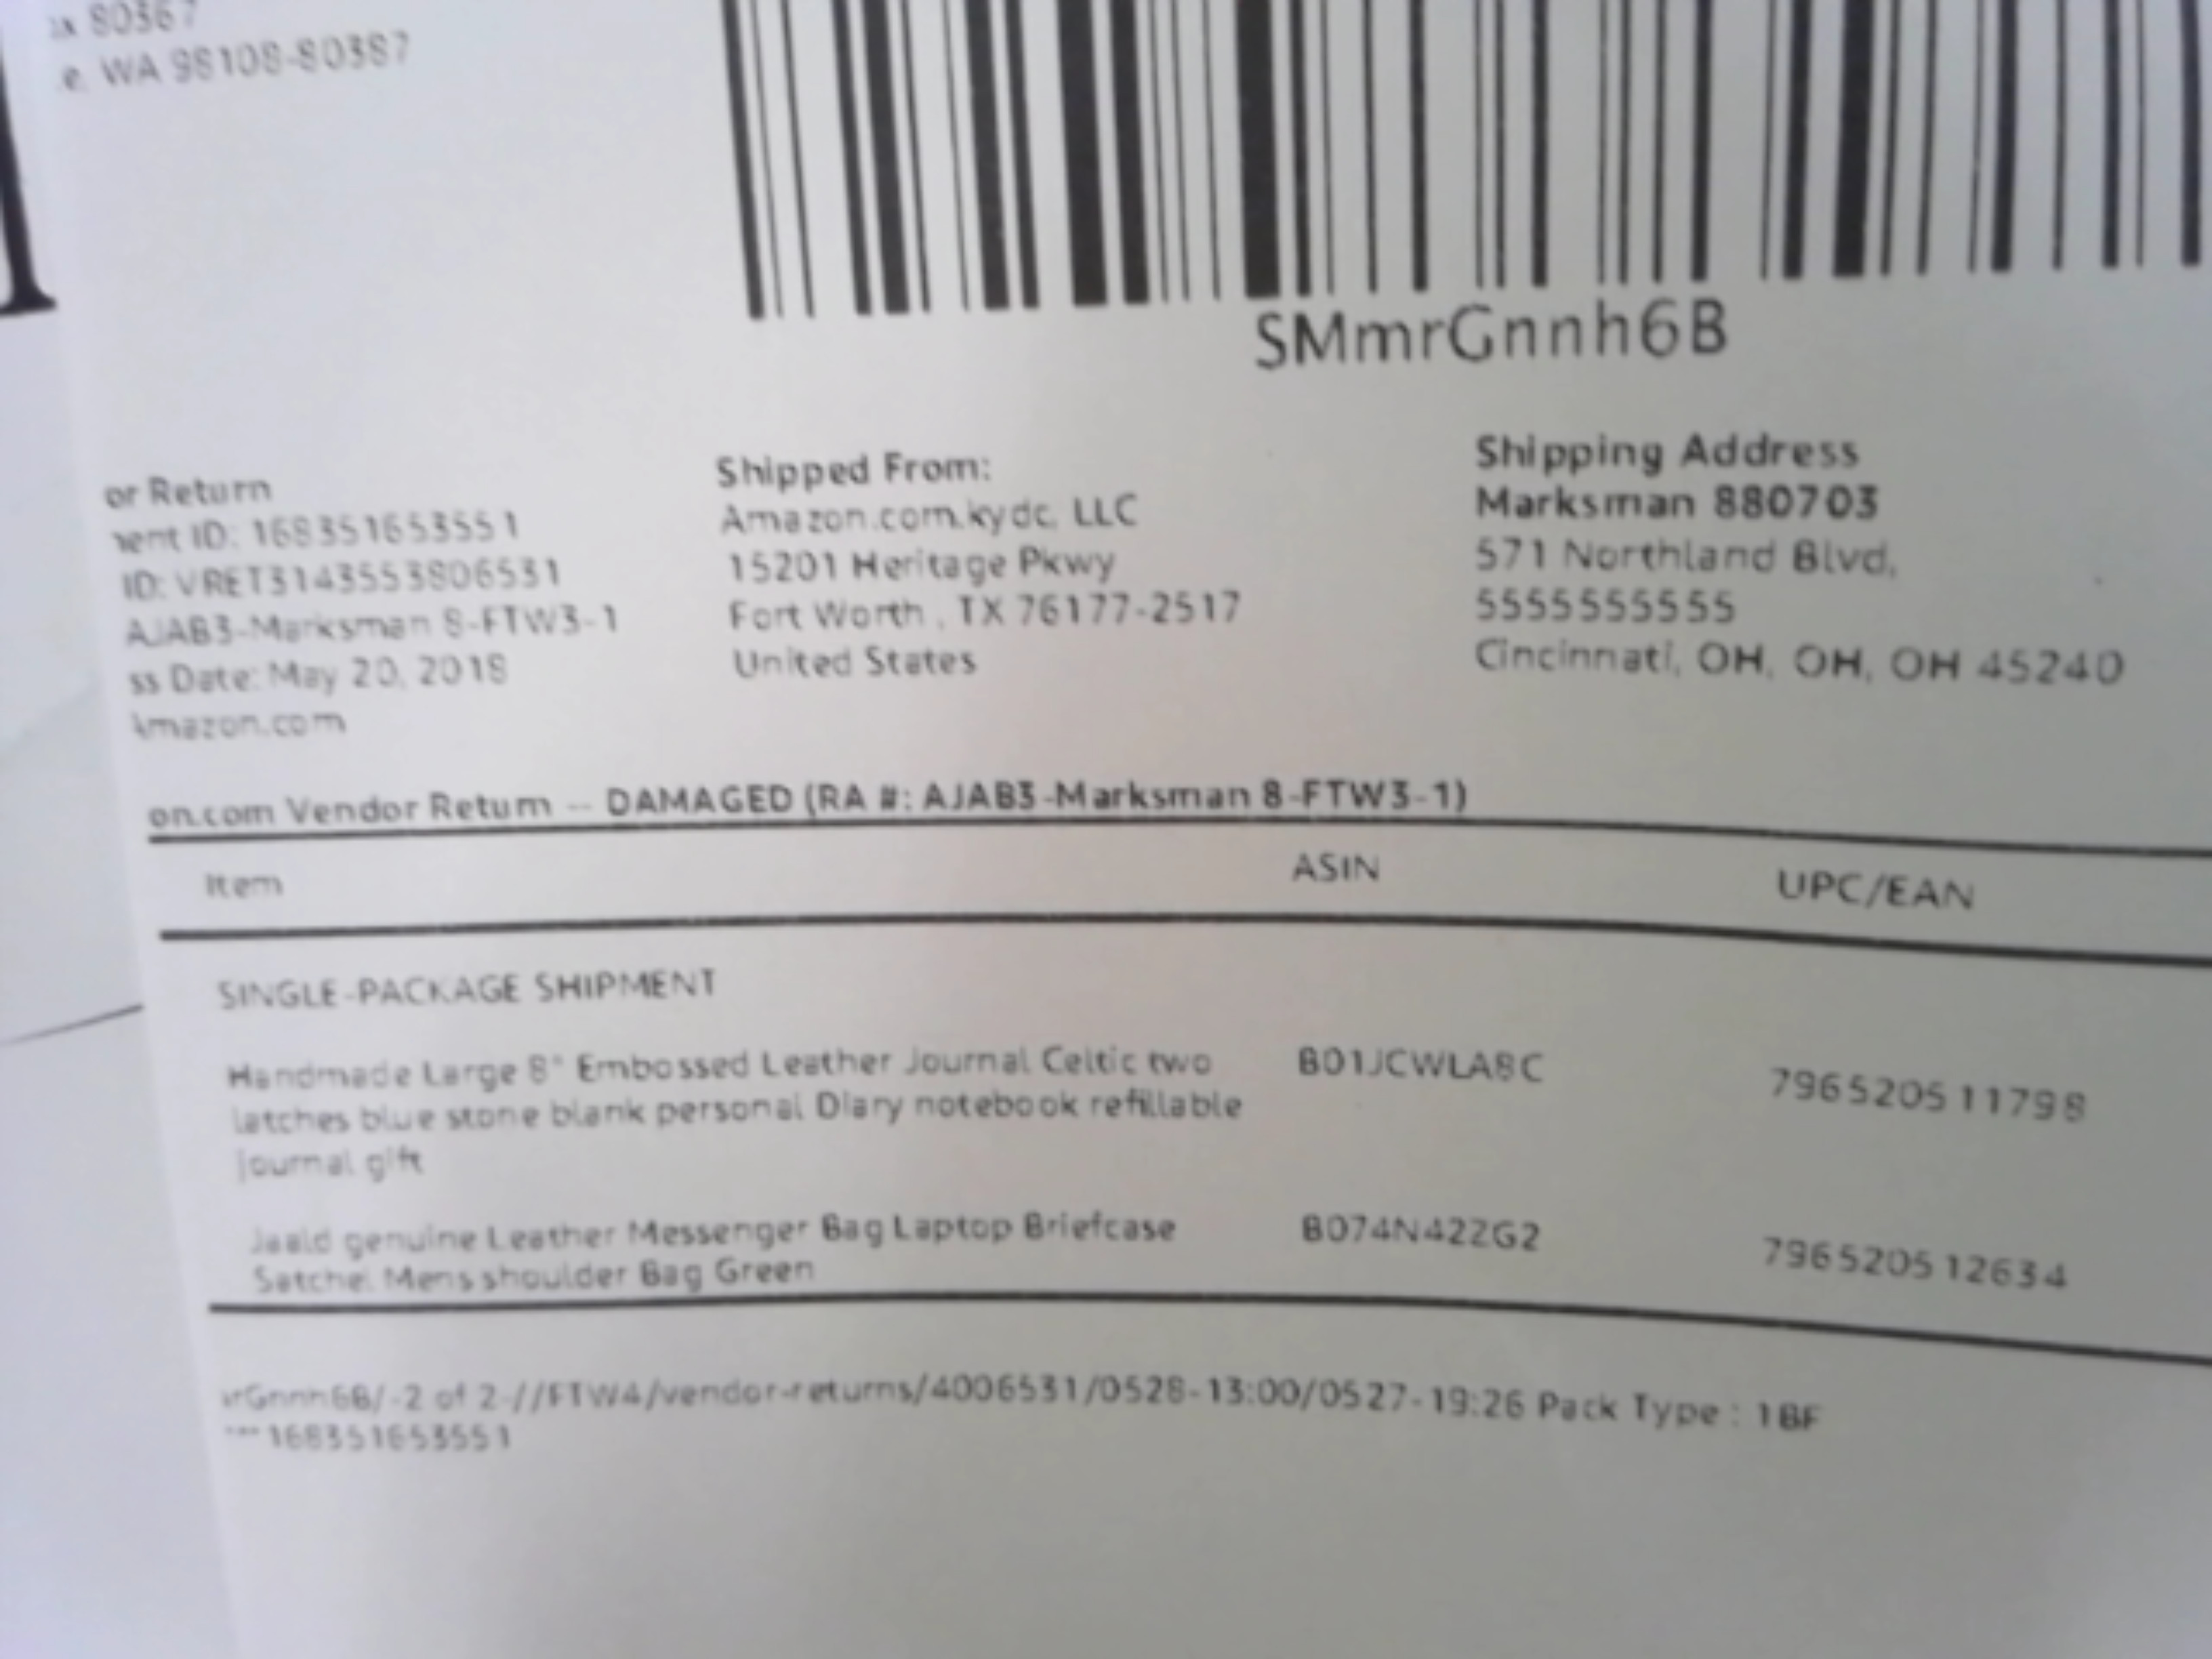 80367
e, WA 98108-80387
SMmrGnnh6B
or Return
ent ID: 168351653551
ID: VRET3143553806531
AJAB3-Marksman 8-FTW3-1
ss Date: May 20, 2018
Amazon.com
Shipped From:
Amazon.com.kydc, LLC
15201 Heritage Pkwy
Fort Worth , TX 76177-2517
United States
Shipping Address
Marksman 880703
571 Northland Blvd,
5555555555
Cincinnati, OH, OH, OH 45240
on.com Vendor Return -- DAMAGED (RA #: AJAB3-Marksman 8-FTW3-1)
Item ASIN UPC/EAN
SINGLE-PACKAGE SHIPMENT
Handmade Large 8" Embossed Leather Journal Celtic two B01JCWLA8C 796520511798
latches blue stone blank personal Diary notebook refillable
journal gift
Jaald genuine Leather Messenger Bag Laptop Briefcase B074N42ZG2 796520512634
Satchel Mens shoulder Bag Green
rGnnh6B/-2 of 2-//FTW4/vendor-returns/4006531/0528-13:00/0527-19:26 Pack Type : 1BF
168351653551